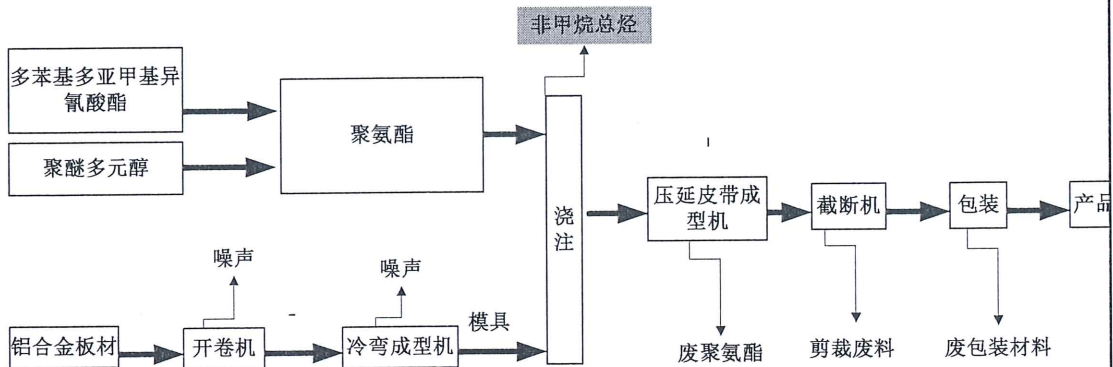 非甲烷总烃
多苯基多亚甲基异
氰酸酯
聚氨酯
聚醚多元醇
浇
注
压延皮带成
型机
截断机
包装
产品
噪声
噪声
模具
铝合金板材
开卷机
冷弯成型机
废聚氨酯
剪裁废料
废包装材料